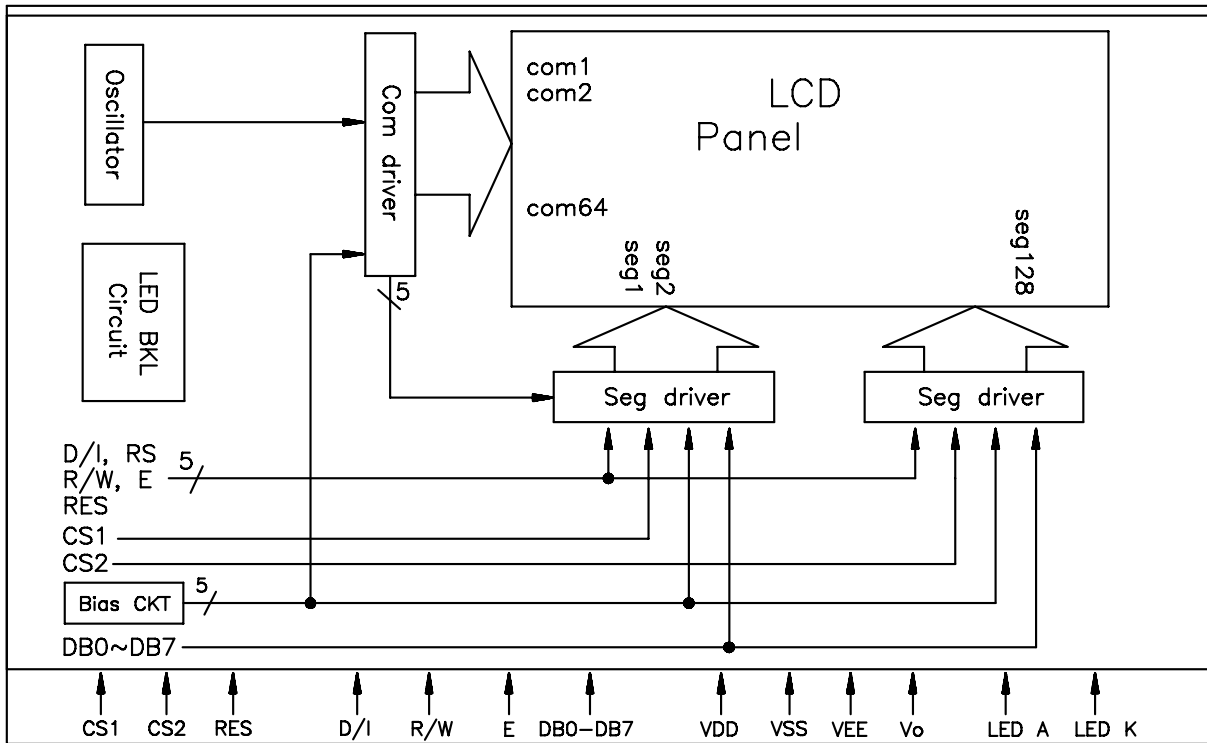 Oscillator
Com driver
com1
com2
com64
LCD
Panel
seg1
seg2
seg128
LED BKL
Circuit
5
Seg driver
Seg driver
D/I, RS
R/W, E
RES
5
CS1
CS2
Bias CKT
5
DB0~DB7
CS1 CS2 RES D/I R/W E DB0-DB7 VDD VSS VEE Vo LED A LED K